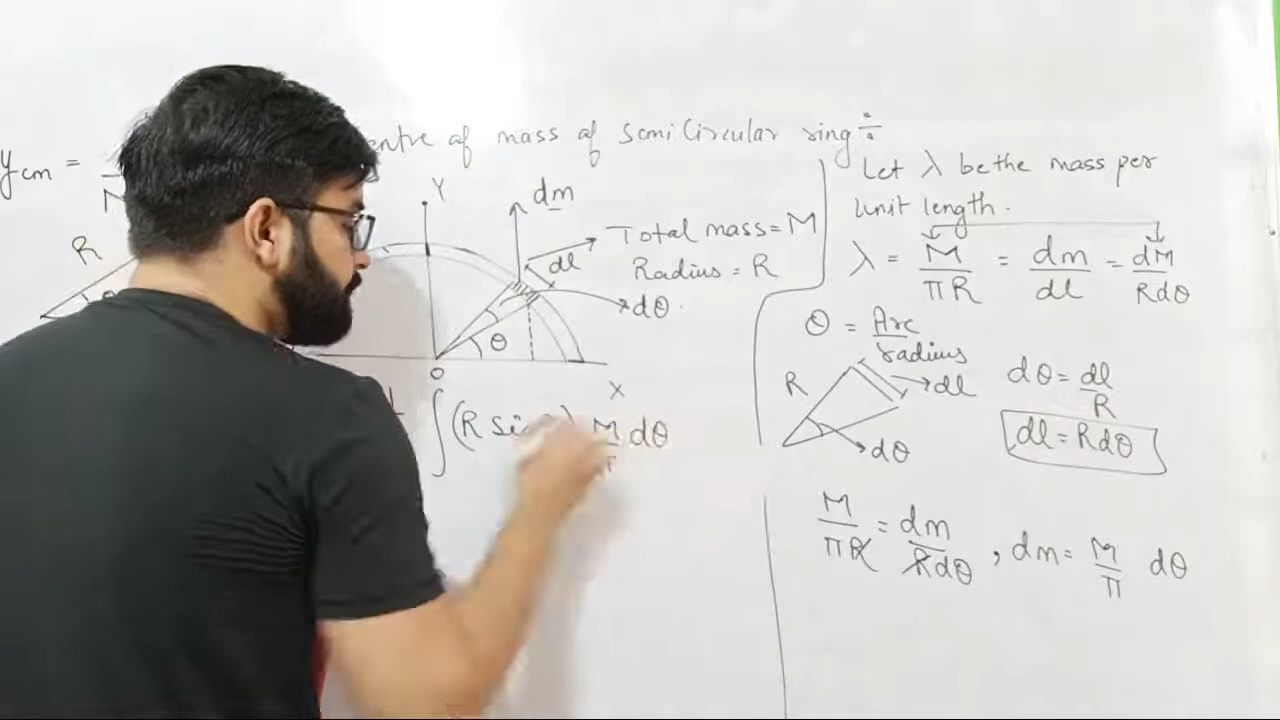 of mass of Semi Circular ring ÷
ycm =
R
Y
dm
dl
dθ
θ
O
X
Total mass = M
Radius = R
∫(R Si ) M dθ
Let λ be the mass per
Unit length.
λ = M/πR = dm/dl = dM/Rdθ
θ = Arc/radius
R
dl
dθ
dθ = dl/R
dl = Rdθ
M/πR = dm/Rdθ , dm = M/π dθ